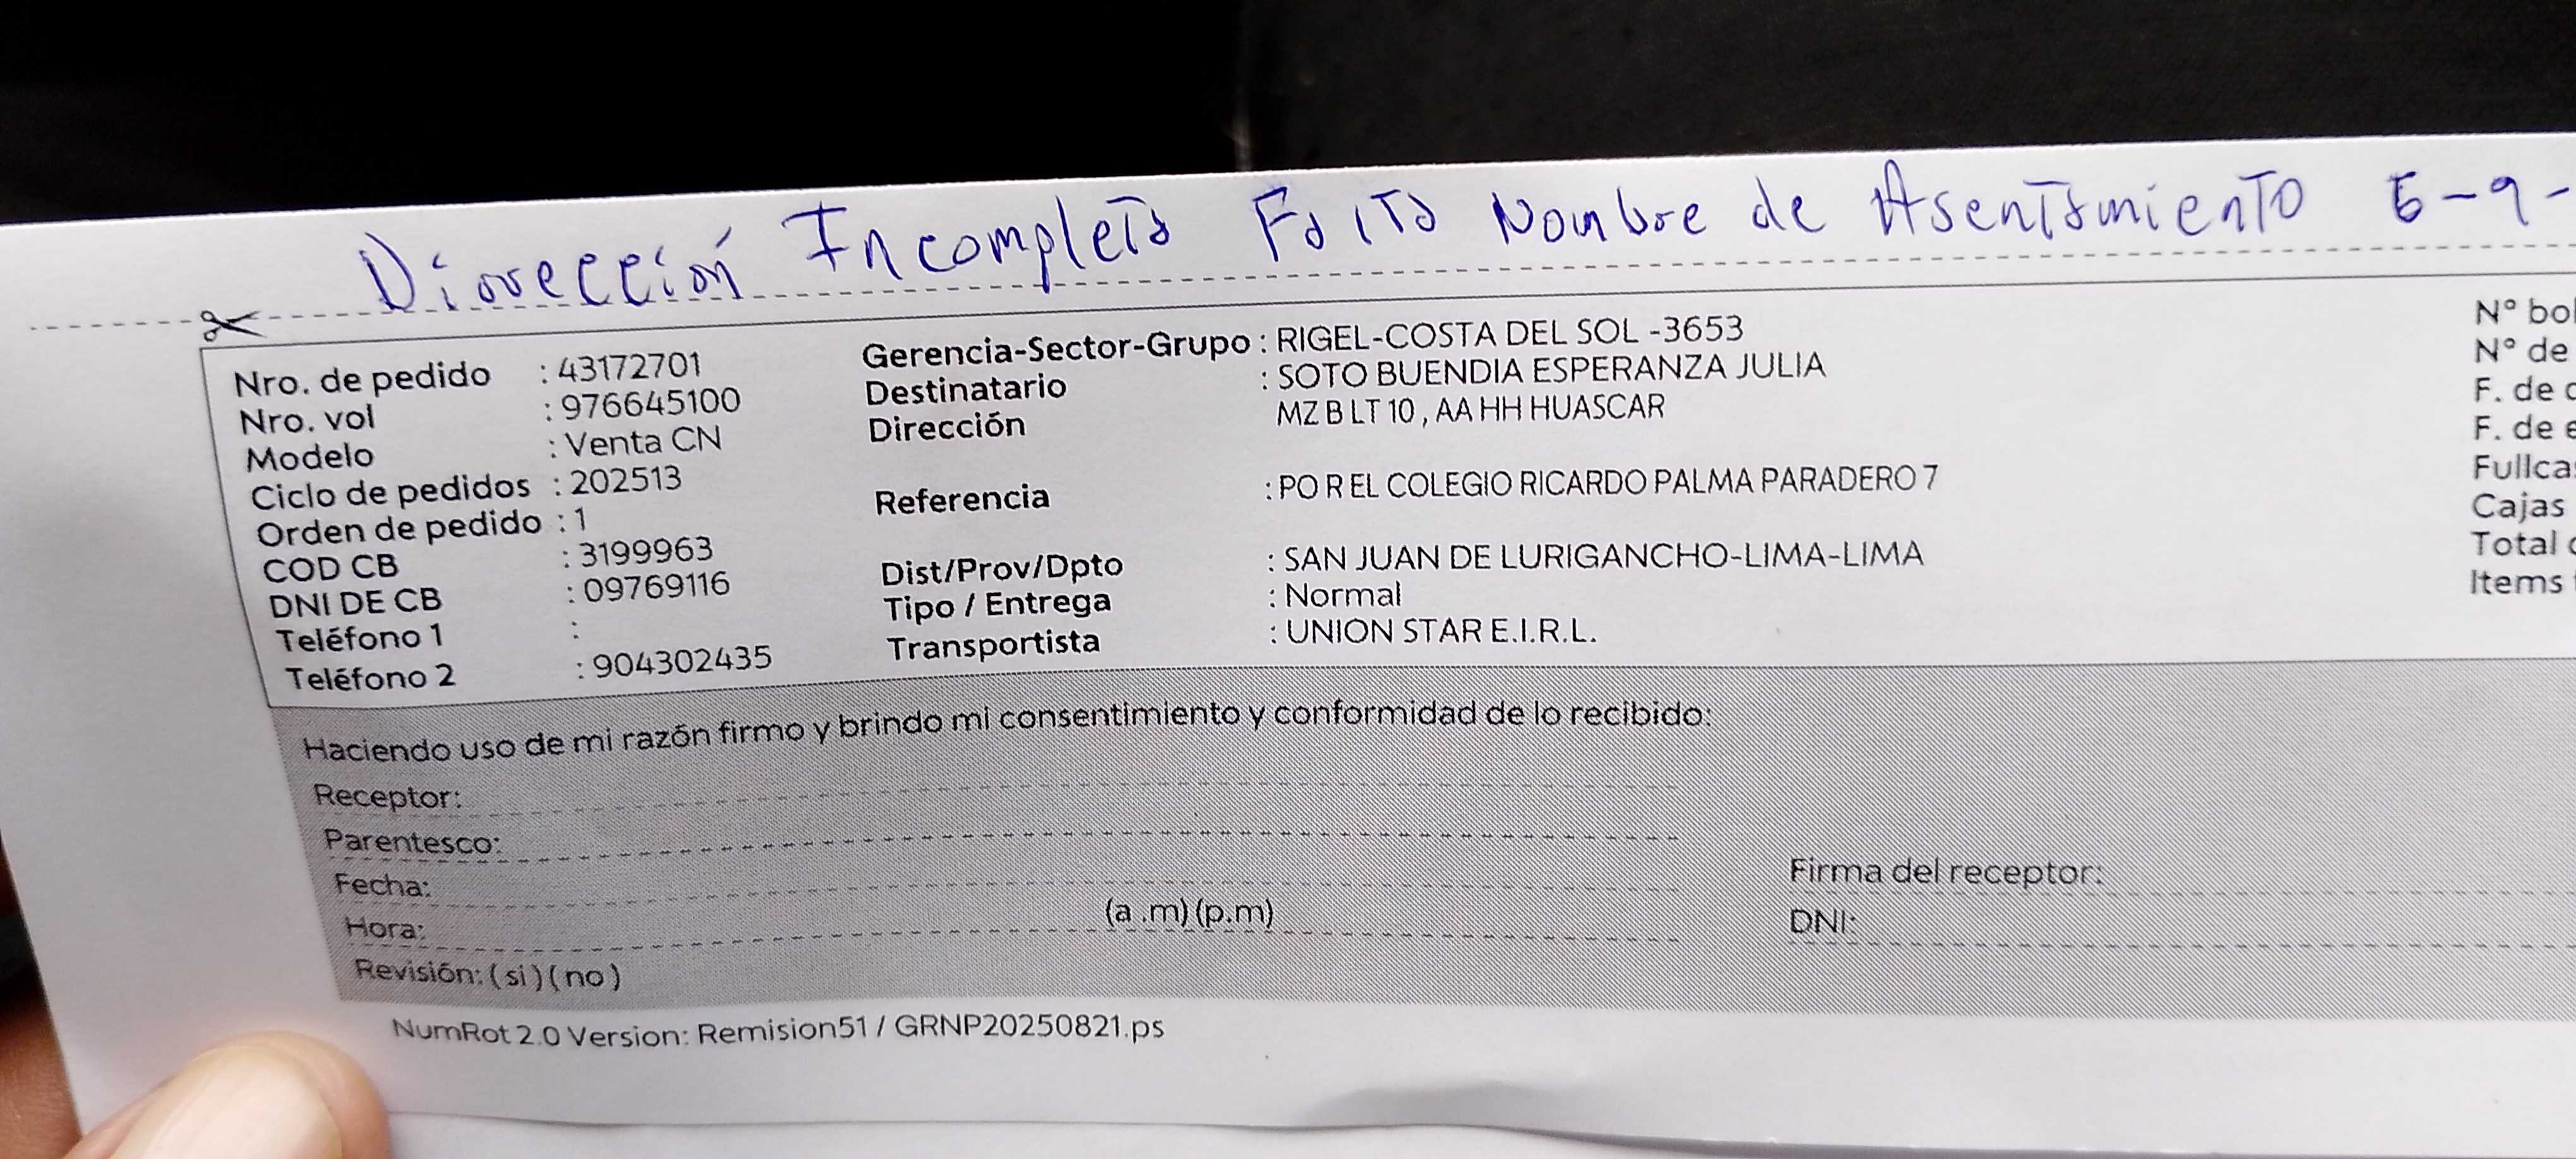 Dirección Incompleta Falta Nombre de Asentamiento 5-9-
Nro. de pedido : 43172701
Nro. vol : 976645100
Modelo : Venta CN
Ciclo de pedidos : 202513
Orden de pedido : 1
COD CB : 3199963
DNI DE CB : 09769116
Teléfono 1 :
Teléfono 2 : 904302435
Gerencia-Sector-Grupo : RIGEL-COSTA DEL SOL -3653
Destinatario : SOTO BUENDIA ESPERANZA JULIA
Dirección MZ B LT 10 , AA HH HUASCAR
Referencia : PO R EL COLEGIO RICARDO PALMA PARADERO 7
Dist/Prov/Dpto : SAN JUAN DE LURIGANCHO-LIMA-LIMA
Tipo / Entrega : Normal
Transportista : UNION STAR E.I.R.L.
N° bol
N° de
F. de
F. de
Fullca
Cajas
Total
Items
Haciendo uso de mi razón firmo y brindo mi consentimiento y conformidad de lo recibido:
Receptor:
Parentesco:
Fecha:
Hora: (a .m) (p.m)
Revisión: ( si ) ( no )
Firma del receptor:
DNI:
NumRot 2.0 Version: Remision51 / GRNP20250821.ps